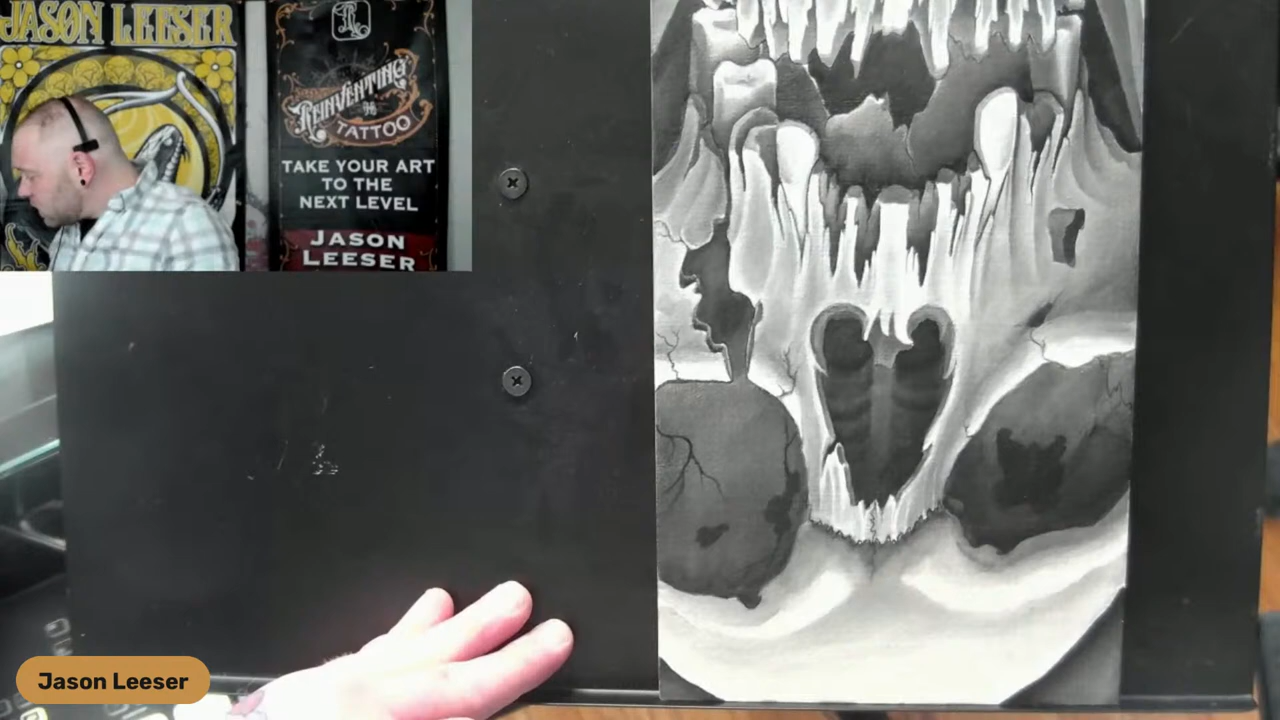 JASON LEESER
REINVENTING
THE
TATTOO
TAKE YOUR ART
TO THE
NEXT LEVEL
JASON
LEESER
Jason Leeser